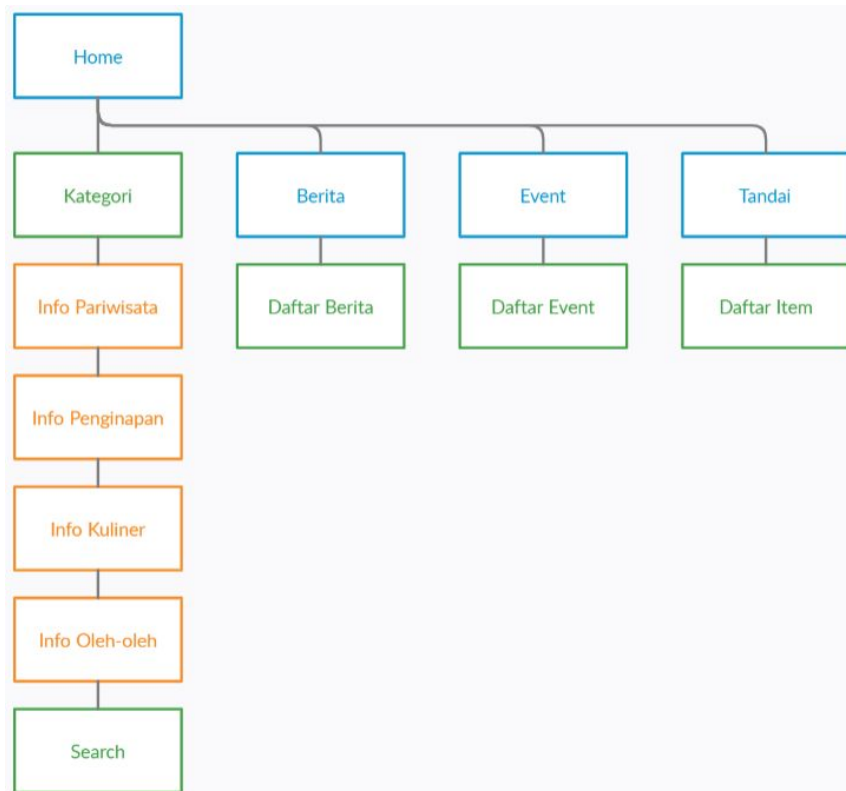 Home
Kategori
Berita
Event
Tandai
Info Pariwisata
Daftar Berita
Daftar Event
Daftar Item
Info Penginapan
Info Kuliner
Info Oleh-oleh
Search